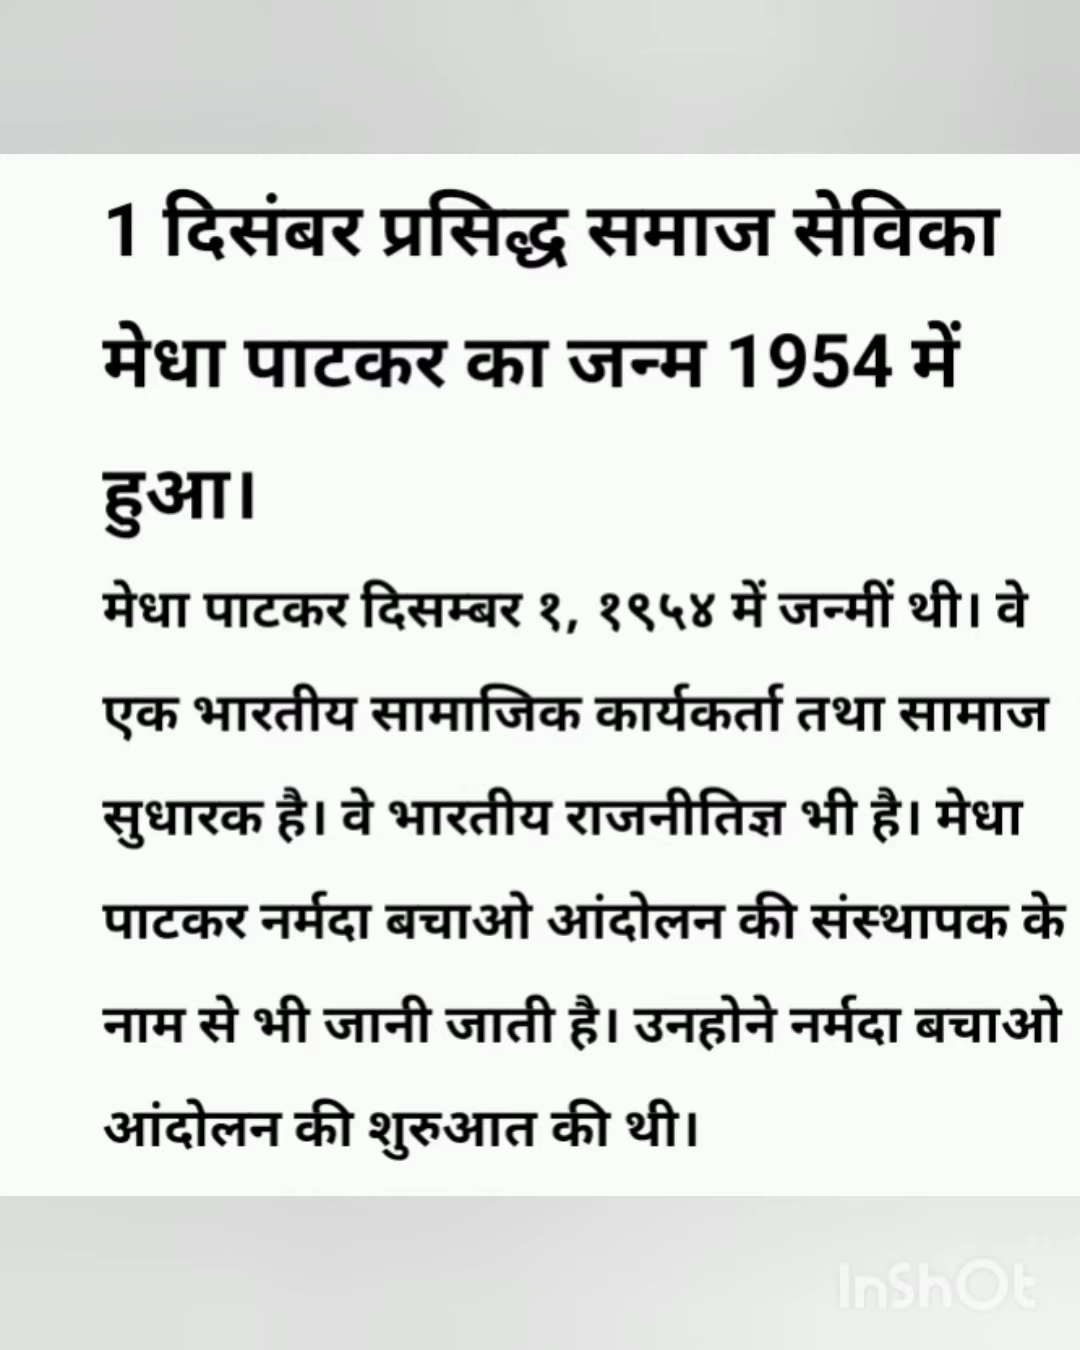 1 दिसंबर प्रसिद्ध समाज सेविका
मेधा पाटकर का जन्म 1954 में
हुआ।
मेधा पाटकर दिसम्बर १, १९५४ में जन्मीं थी। वे
एक भारतीय सामाजिक कार्यकर्ता तथा सामाज
सुधारक है। वे भारतीय राजनीतिज्ञ भी है। मेधा
पाटकर नर्मदा बचाओ आंदोलन की संस्थापक के
नाम से भी जानी जाती है। उनहोने नर्मदा बचाओ
आंदोलन की शुरुआत की थी।
InShOt